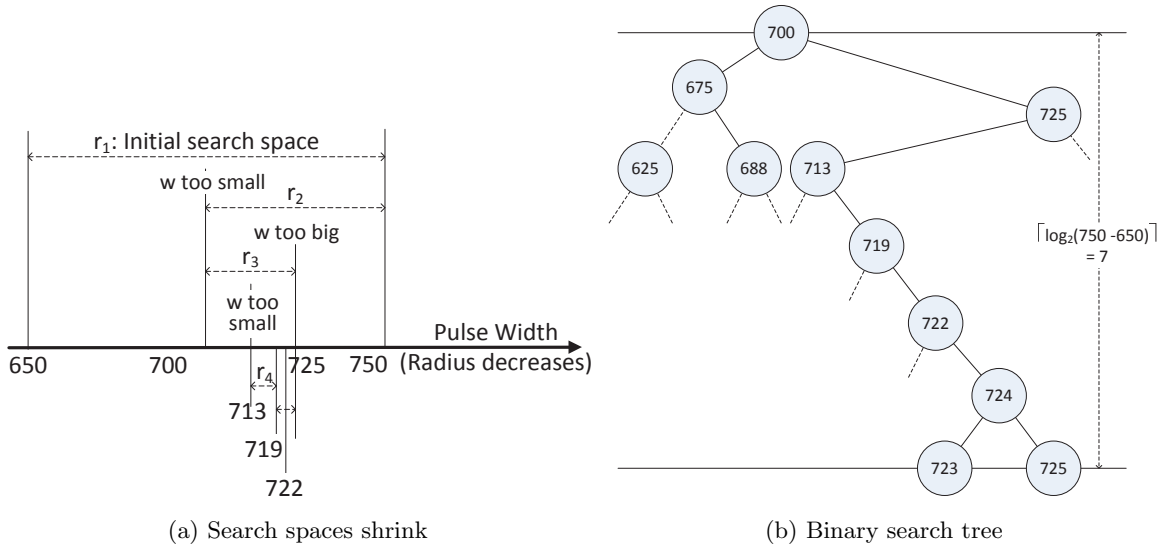 r1: Initial search space
w too small
r2
w too big
r3
w too
small
Pulse Width
650
700
725
750
(Radius decreases)
r4
713
719
722
(a) Search spaces shrink
700
675
725
625
688
713
719
⌈log2(750 -650)⌉
= 7
722
724
723
725
(b) Binary search tree